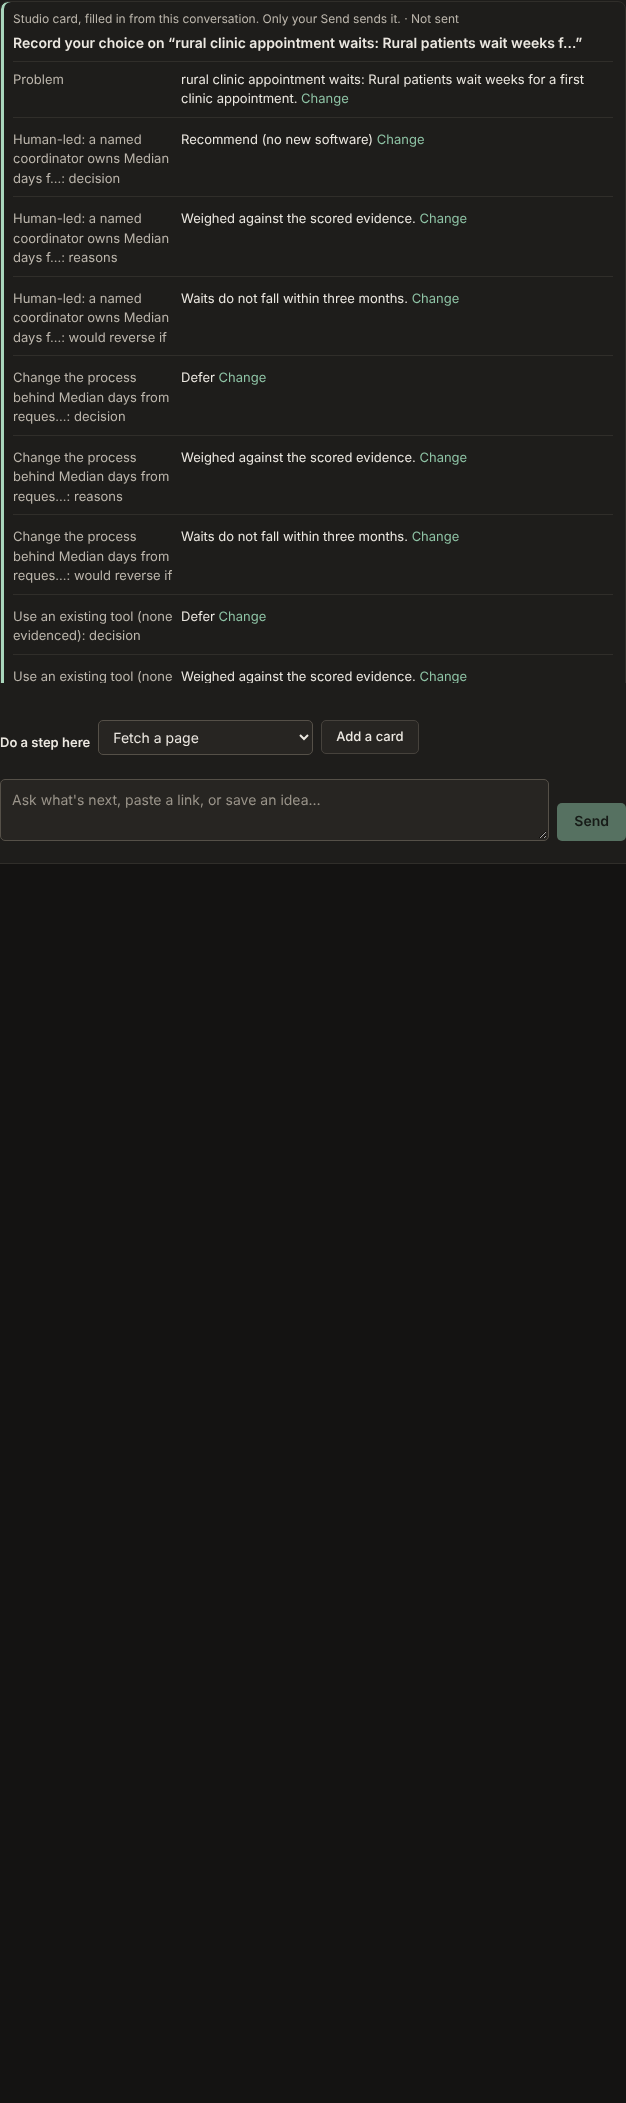 Studio card, filled in from this conversation. Only your Send sends it. · Not sent
Record your choice on “rural clinic appointment waits: Rural patients wait weeks f…”
Problem
rural clinic appointment waits: Rural patients wait weeks for a first
clinic appointment. Change
Human-led: a named
coordinator owns Median
days f…: decision
Recommend (no new software) Change
Human-led: a named
coordinator owns Median
days f…: reasons
Weighed against the scored evidence. Change
Human-led: a named
coordinator owns Median
days f…: would reverse if
Waits do not fall within three months. Change
Change the process
behind Median days from
reques…: decision
Defer Change
Change the process
behind Median days from
reques…: reasons
Weighed against the scored evidence. Change
Change the process
behind Median days from
reques…: would reverse if
Waits do not fall within three months. Change
Use an existing tool (none
evidenced): decision
Defer Change
Use an existing tool (none
Weighed against the scored evidence. Change
Do a step here
Fetch a page
Add a card
Ask what's next, paste a link, or save an idea…
Send